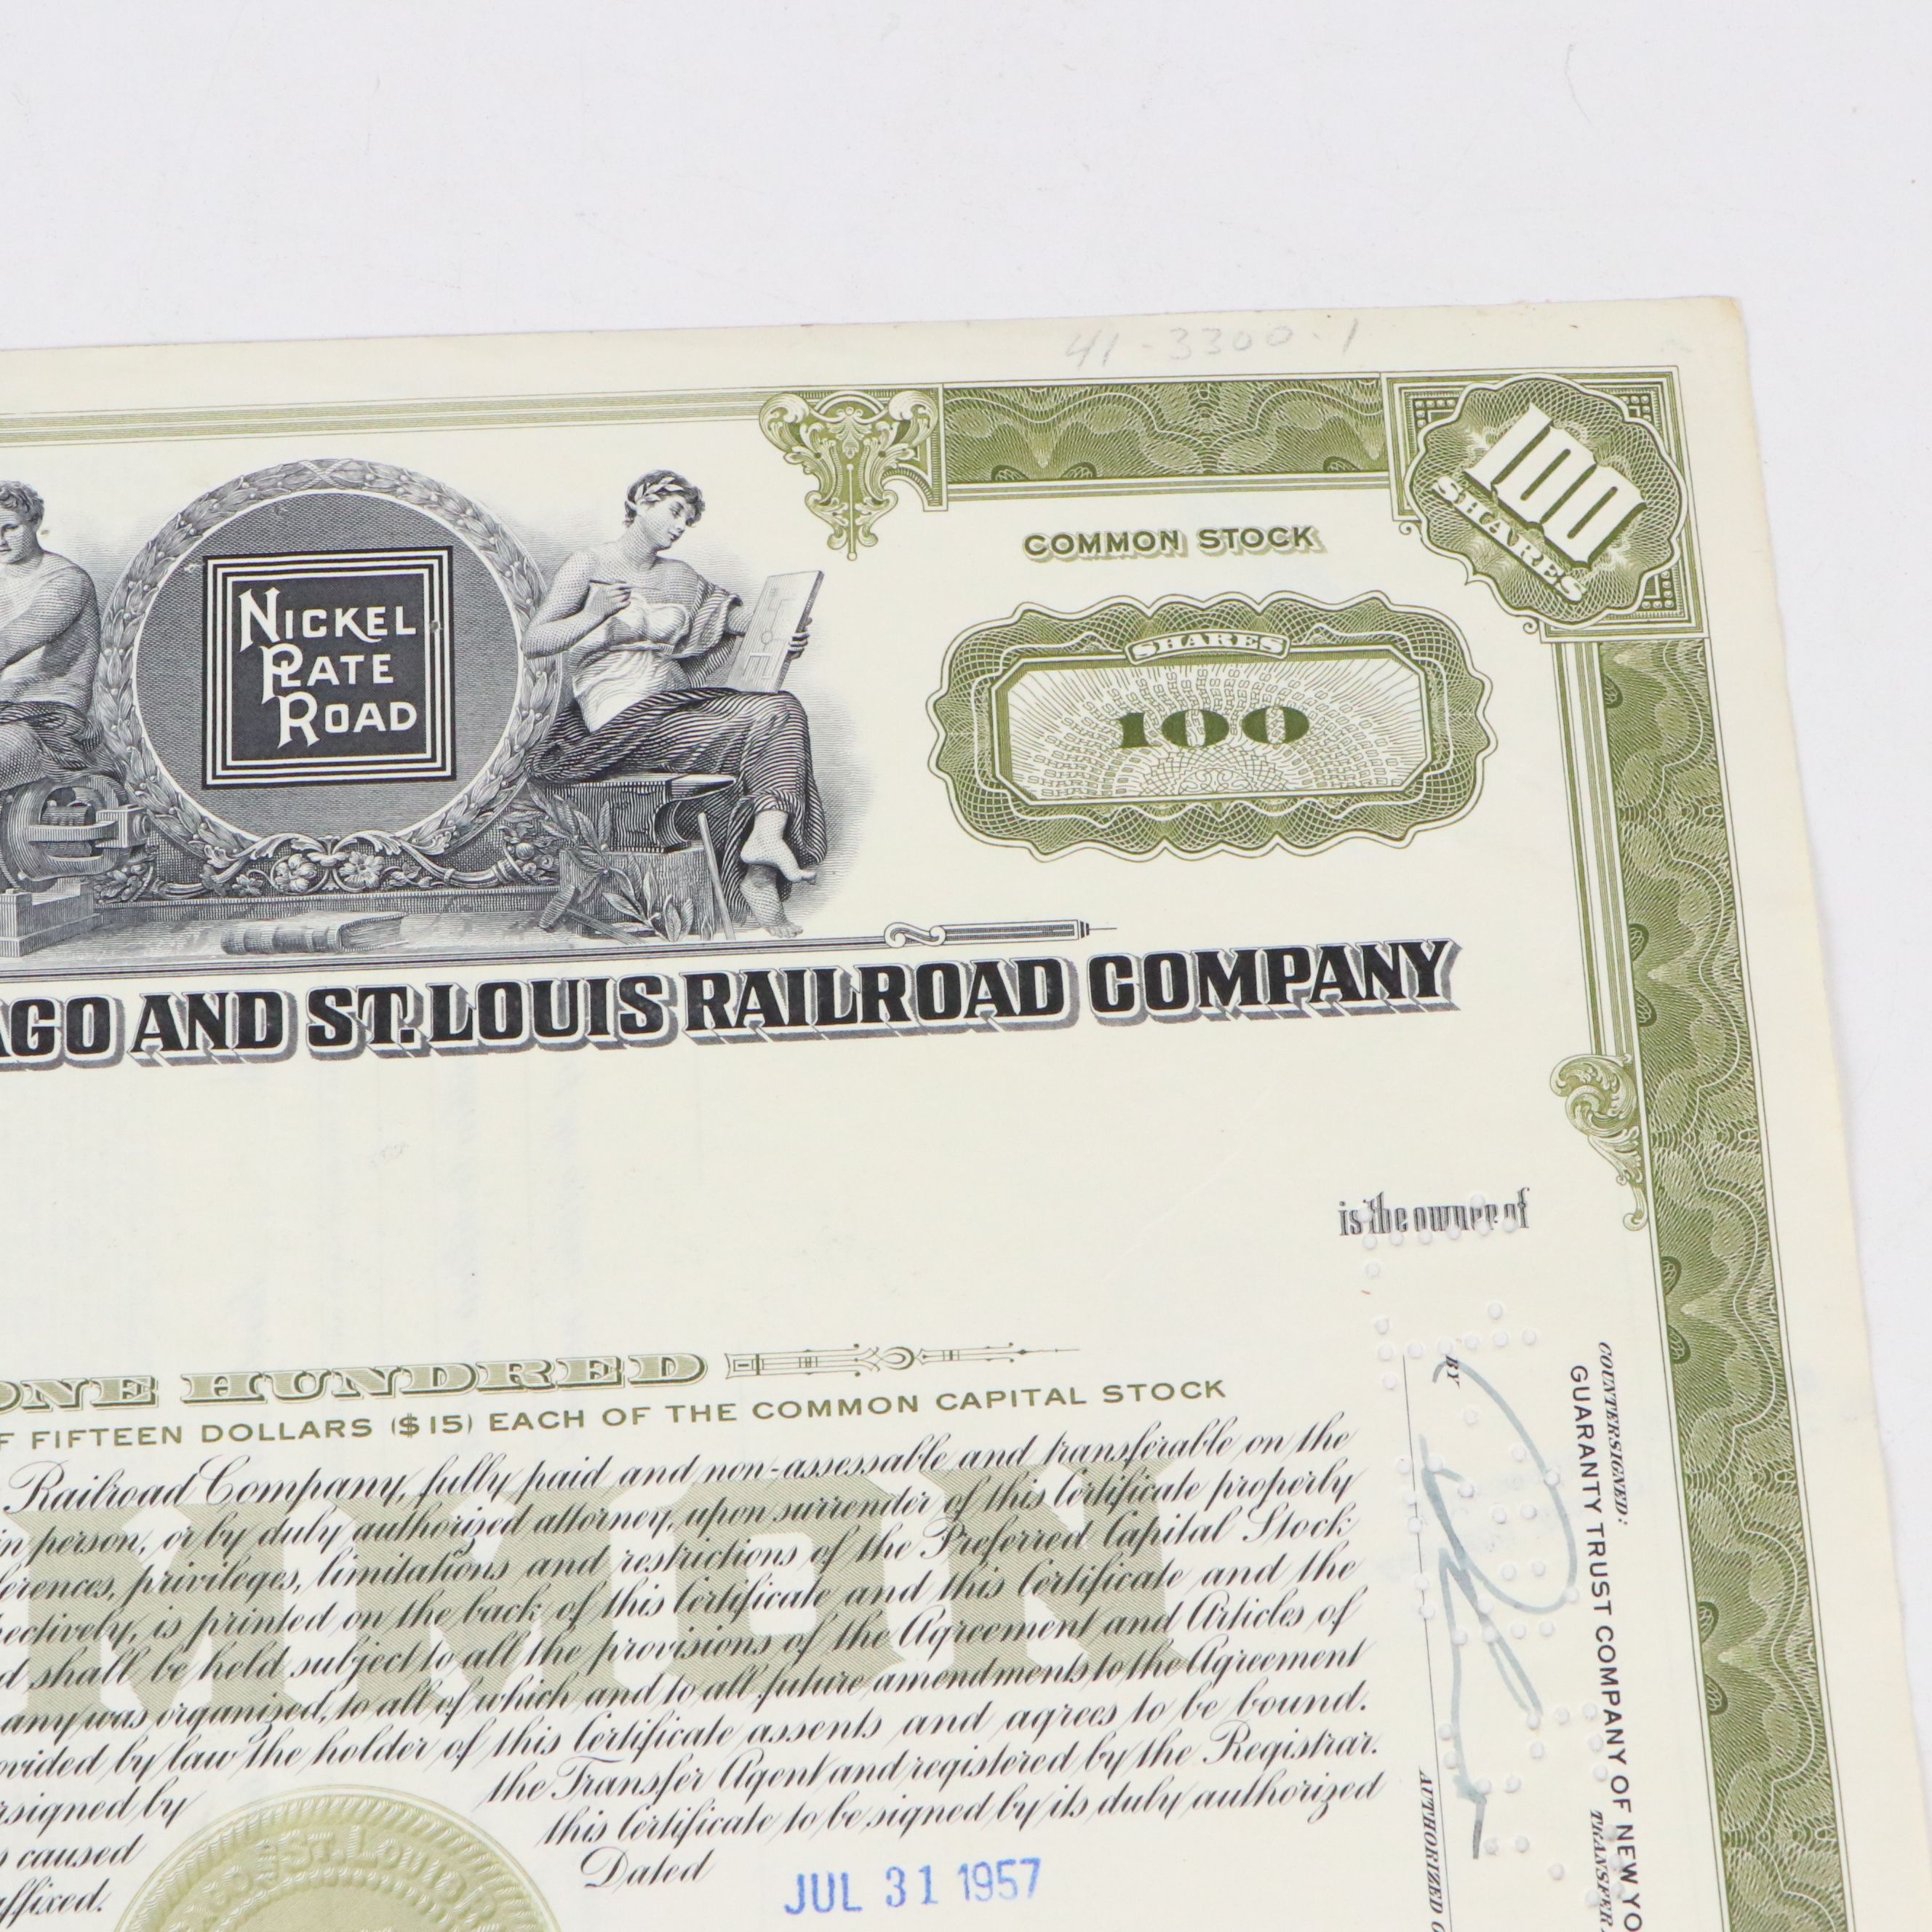 41-3300-1
100
SHARES
COMMON STOCK
NICKEL
PLATE
ROAD
SHARES
100
AGO AND ST. LOUIS RAILROAD COMPANY
is the owner of
ONE HUNDRED
F FIFTEEN DOLLARS ($15) EACH OF THE COMMON CAPITAL STOCK
Railroad Company, fully paid and non-assessable and transferable on the
in person, or by duly authorized attorney, upon surrender of this Certificate properly
ferences, privileges, limitations and restrictions of the Preferred Capital Stock
ectively, is printed on the back of this Certificate and this Certificate and the
d shall be held subject to all the provisions of the Agreement and Articles of
any was organized, to all of which and to all future amendments to the Agreement
ovided by law the holder of this Certificate assents and agrees to be bound.
rsigned by the Transfer Agent and registered by the Registrar.
s caused this Certificate to be signed by its duly authorized
affixed. Dated JUL 31 1957
MMON
ST. LOUIS
COUNTERSIGNED:
GUARANTY TRUST COMPANY OF NEW YO
TRANSFER
BY
AUTHORIZED